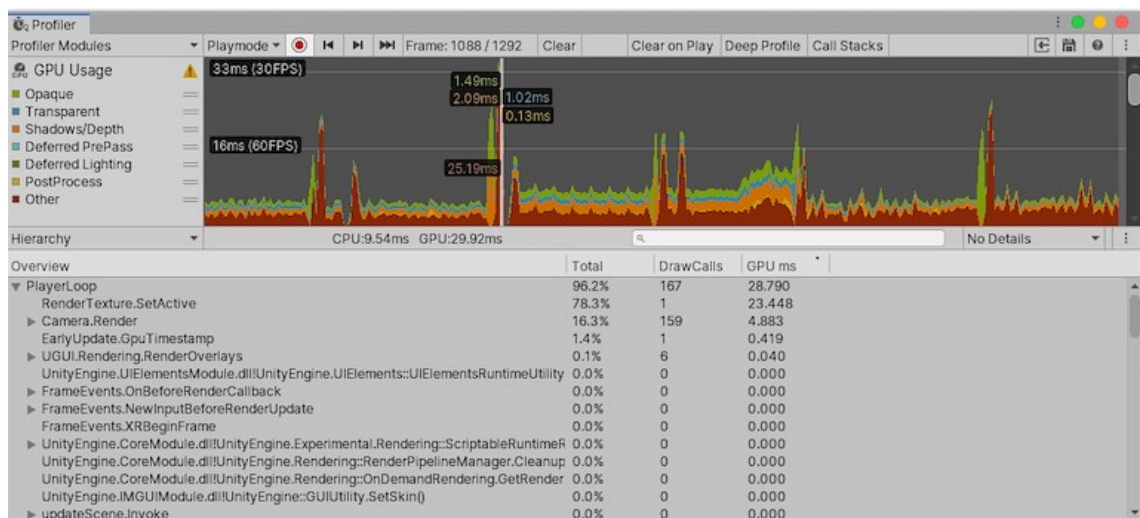 Profiler
Profiler Modules Playmode Frame: 1088 / 1292 Clear Clear on Play Deep Profile Call Stacks
GPU Usage
Opaque
Transparent
Shadows/Depth
Deferred PrePass
Deferred Lighting
PostProcess
Other
33ms (30FPS)
1.49ms
2.09ms 1.02ms
0.13ms
16ms (60FPS)
25.19ms
Hierarchy CPU:9.54ms GPU:29.92ms No Details
Overview Total DrawCalls GPU ms
PlayerLoop 96.2% 167 28.790
RenderTexture.SetActive 78.3% 1 23.448
Camera.Render 16.3% 159 4.883
EarlyUpdate.GpuTimestamp 1.4% 1 0.419
UGUI.Rendering.RenderOverlays 0.1% 6 0.040
UnityEngine.UIElementsModule.dll!UnityEngine.UIElements::UIElementsRuntimeUtility 0.0% 0 0.000
FrameEvents.OnBeforeRenderCallback 0.0% 0 0.000
FrameEvents.NewInputBeforeRenderUpdate 0.0% 0 0.000
FrameEvents.XRBeginFrame 0.0% 0 0.000
UnityEngine.CoreModule.dll!UnityEngine.Experimental.Rendering::ScriptableRuntimeR 0.0% 0 0.000
UnityEngine.CoreModule.dll!UnityEngine.Rendering::RenderPipelineManager.Cleanup 0.0% 0 0.000
UnityEngine.CoreModule.dll!UnityEngine.Rendering::OnDemandRendering.GetRender 0.0% 0 0.000
UnityEngine.IMGUIModule.dll!UnityEngine::GUIUtility.SetSkin() 0.0% 0 0.000
updateScene.Invoke 0.0% 0 0.000